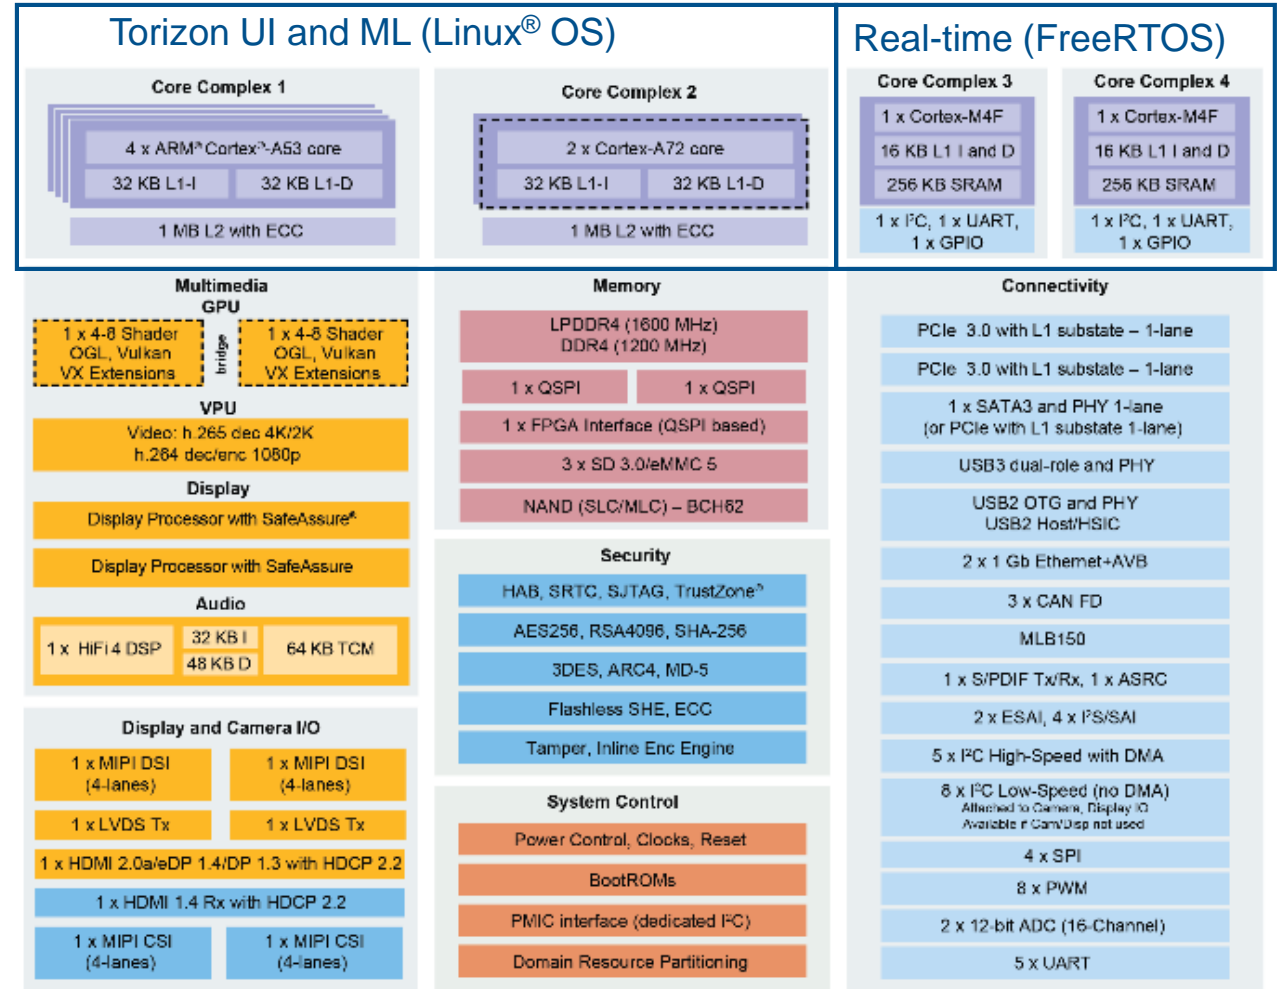 Torizon UI and ML (Linux® OS)
Real-time (FreeRTOS)
Core Complex 1
4 x ARM® Cortex®-A53 core
32 KB L1-I
32 KB L1-D
1 MB L2 with ECC
Core Complex 2
2 x Cortex-A72 core
32 KB L1-I
32 KB L1-D
1 MB L2 with ECC
Core Complex 3
1 x Cortex-M4F
16 KB L1 I and D
256 KB SRAM
1 x I²C, 1 x UART,
1 x GPIO
Core Complex 4
1 x Cortex-M4F
16 KB L1 I and D
256 KB SRAM
1 x I²C, 1 x UART,
1 x GPIO
Multimedia
GPU
1 x 4-8 Shader
OGL, Vulkan
VX Extensions
bridge
1 x 4-8 Shader
OGL, Vulkan
VX Extensions
VPU
Video: h.265 dec 4K/2K
h.264 dec/enc 1080p
Display
Display Processor with SafeAssure®
Display Processor with SafeAssure
Audio
1 x HiFi 4 DSP
32 KB I
48 KB D
64 KB TCM
Display and Camera I/O
1 x MIPI DSI
(4-lanes)
1 x MIPI DSI
(4-lanes)
1 x LVDS Tx
1 x LVDS Tx
1 x HDMI 2.0a/eDP 1.4/DP 1.3 with HDCP 2.2
1 x HDMI 1.4 Rx with HDCP 2.2
1 x MIPI CSI
(4-lanes)
1 x MIPI CSI
(4-lanes)
Memory
LPDDR4 (1600 MHz)
DDR4 (1200 MHz)
1 x QSPI
1 x QSPI
1 x FPGA Interface (QSPI based)
3 x SD 3.0/eMMC 5
NAND (SLC/MLC) – BCH62
Security
HAB, SRTC, SJTAG, TrustZone®
AES256, RSA4096, SHA-256
3DES, ARC4, MD-5
Flashless SHE, ECC
Tamper, Inline Enc Engine
System Control
Power Control, Clocks, Reset
BootROMs
PMIC interface (dedicated I²C)
Domain Resource Partitioning
Connectivity
PCIe 3.0 with L1 substate – 1-lane
PCIe 3.0 with L1 substate – 1-lane
1 x SATA3 and PHY 1-lane
(or PCIe with L1 substate 1-lane)
USB3 dual-role and PHY
USB2 OTG and PHY
USB2 Host/HSIC
2 x 1 Gb Ethernet+AVB
3 x CAN FD
MLB150
1 x S/PDIF Tx/Rx, 1 x ASRC
2 x ESAI, 4 x I²S/SAI
5 x I²C High-Speed with DMA
8 x I²C Low-Speed (no DMA)
Attached to Camera, Display IO
Available if Cam/Disp not used
4 x SPI
8 x PWM
2 x 12-bit ADC (16-Channel)
5 x UART